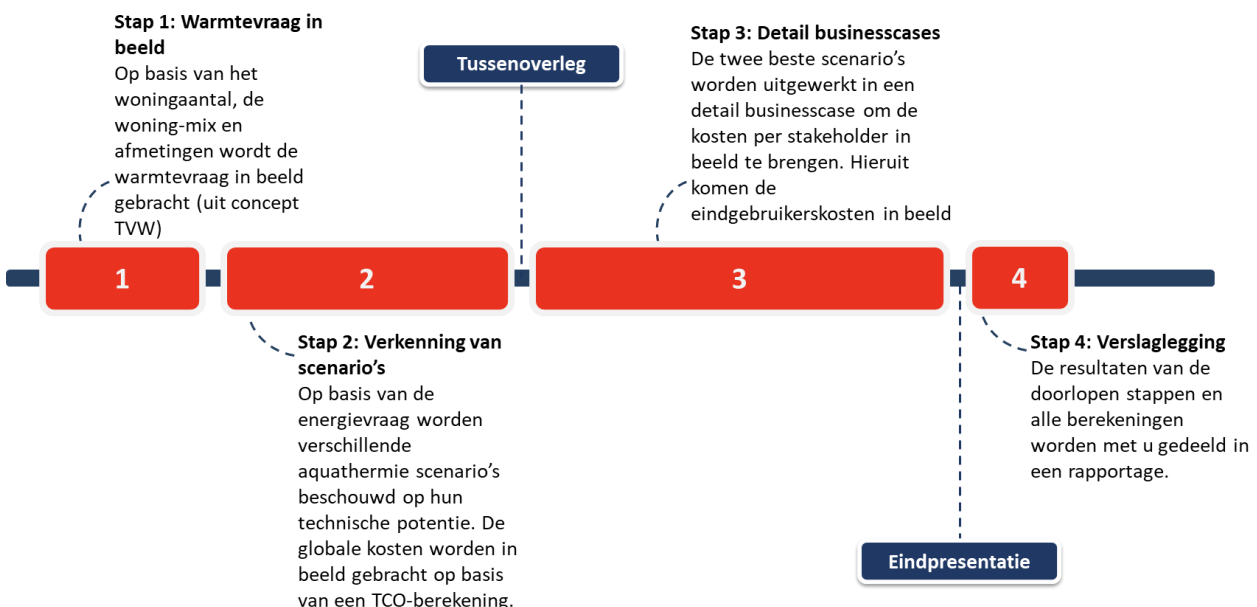 Stap 1: Warmtevraag in
beeld
Op basis van het
woningaantal, de
woning-mix en
afmetingen wordt de
warmtevraag in beeld
gebracht (uit concept
TVW)
Tussenoverleg
Stap 3: Detail businesscases
De twee beste scenario’s
worden uitgewerkt in een
detail businesscase om de
kosten per stakeholder in
beeld te brengen. Hieruit
komen de
eindgebruikerskosten in beeld
1
2
3
4
Stap 2: Verkenning van
scenario’s
Op basis van de
energievraag worden
verschillende
aquathermie scenario’s
beschouwd op hun
technische potentie. De
globale kosten worden in
beeld gebracht op basis
van een TCO-berekening.
Stap 4: Verslaglegging
De resultaten van de
doorlopen stappen en
alle berekeningen
worden met u gedeeld in
een rapportage.
Eindpresentatie